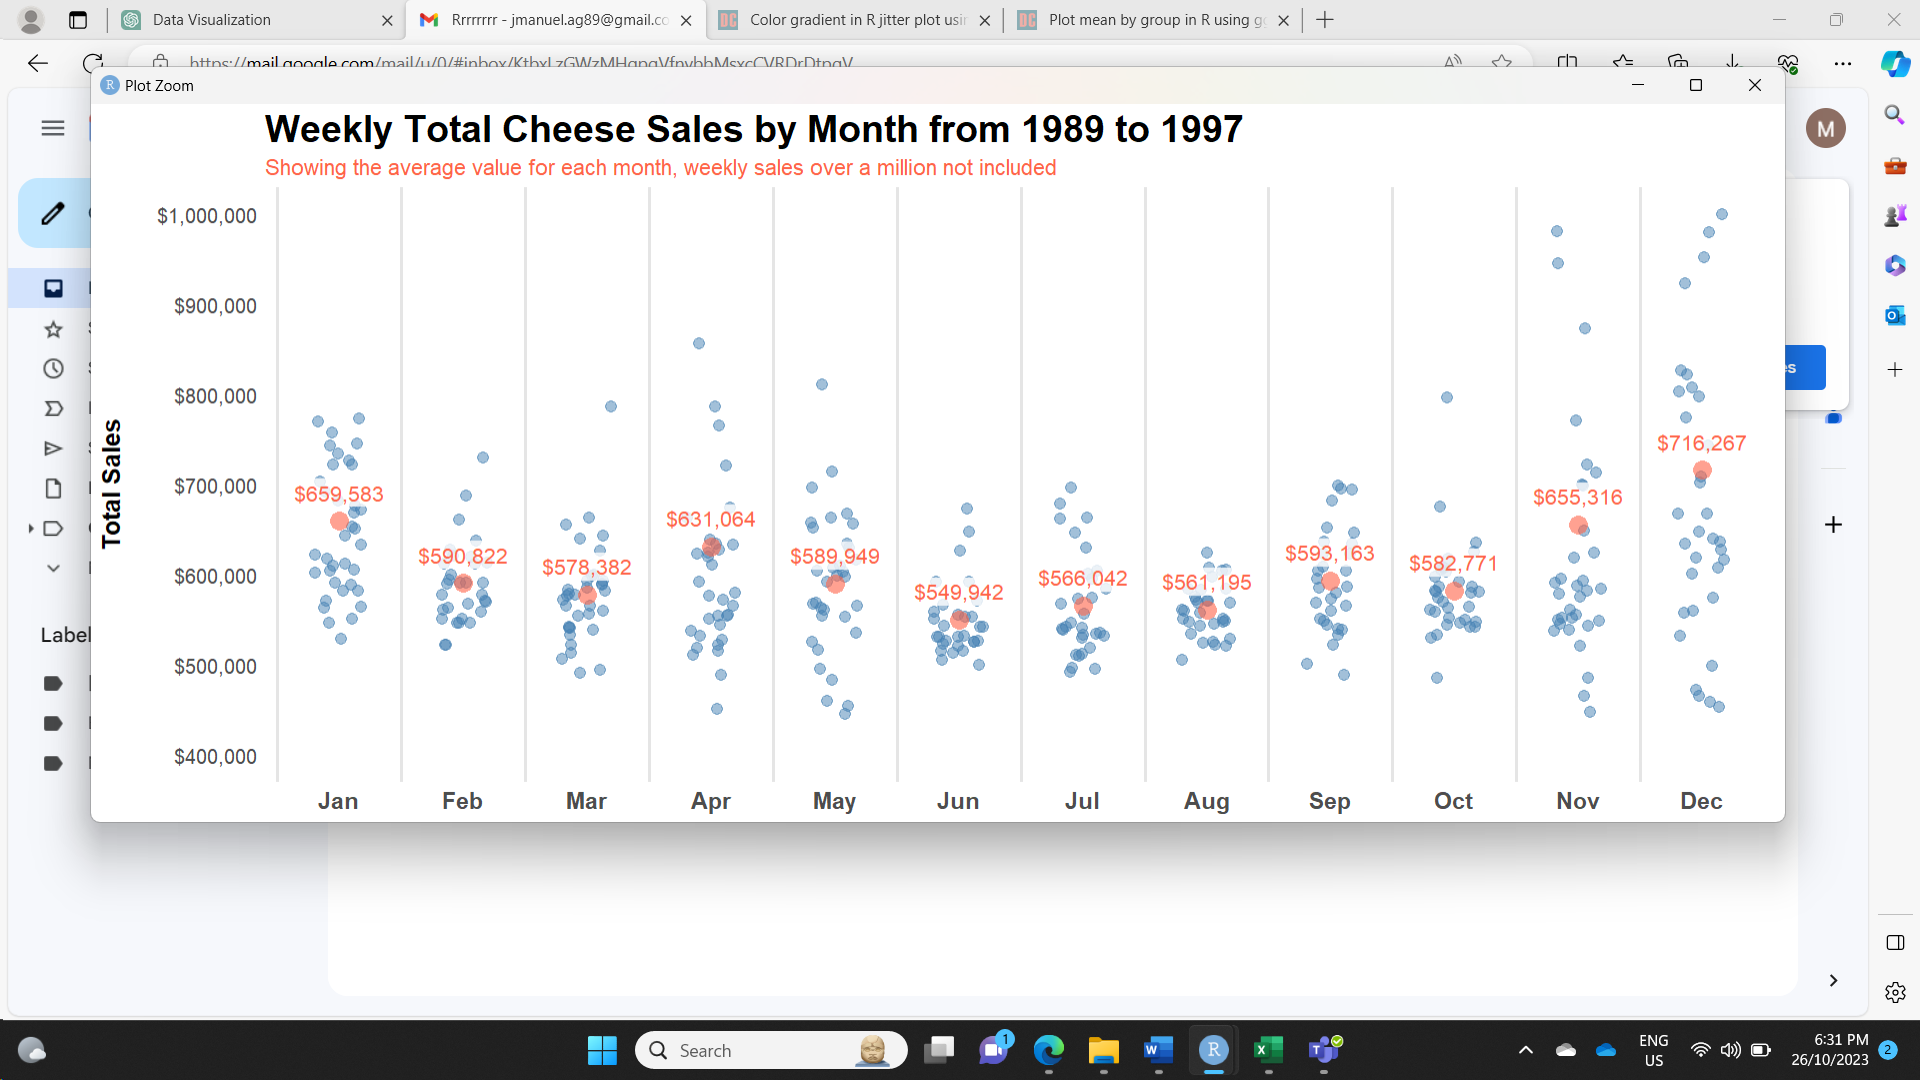 Data Visualization
Rrrrrrrr - jmanuel.ag89@gmail.co
Color gradient in R jitter plot usin
Plot mean by group in R using g
Plot Zoom
M
Weekly Total Cheese Sales by Month from 1989 to 1997
Showing the average value for each month, weekly sales over a million not included
Total Sales
$1,000,000
$900,000
$800,000
$700,000
$600,000
$500,000
$400,000
$659,583
$590,822
$578,382
$631,064
$589,949
$549,942
$566,042
$561,195
$593,163
$582,771
$655,316
$716,267
Jan Feb Mar Apr May Jun Jul Aug Sep Oct Nov Dec
Label
Search
1
ENG
US
6:31 PM
26/10/2023
2